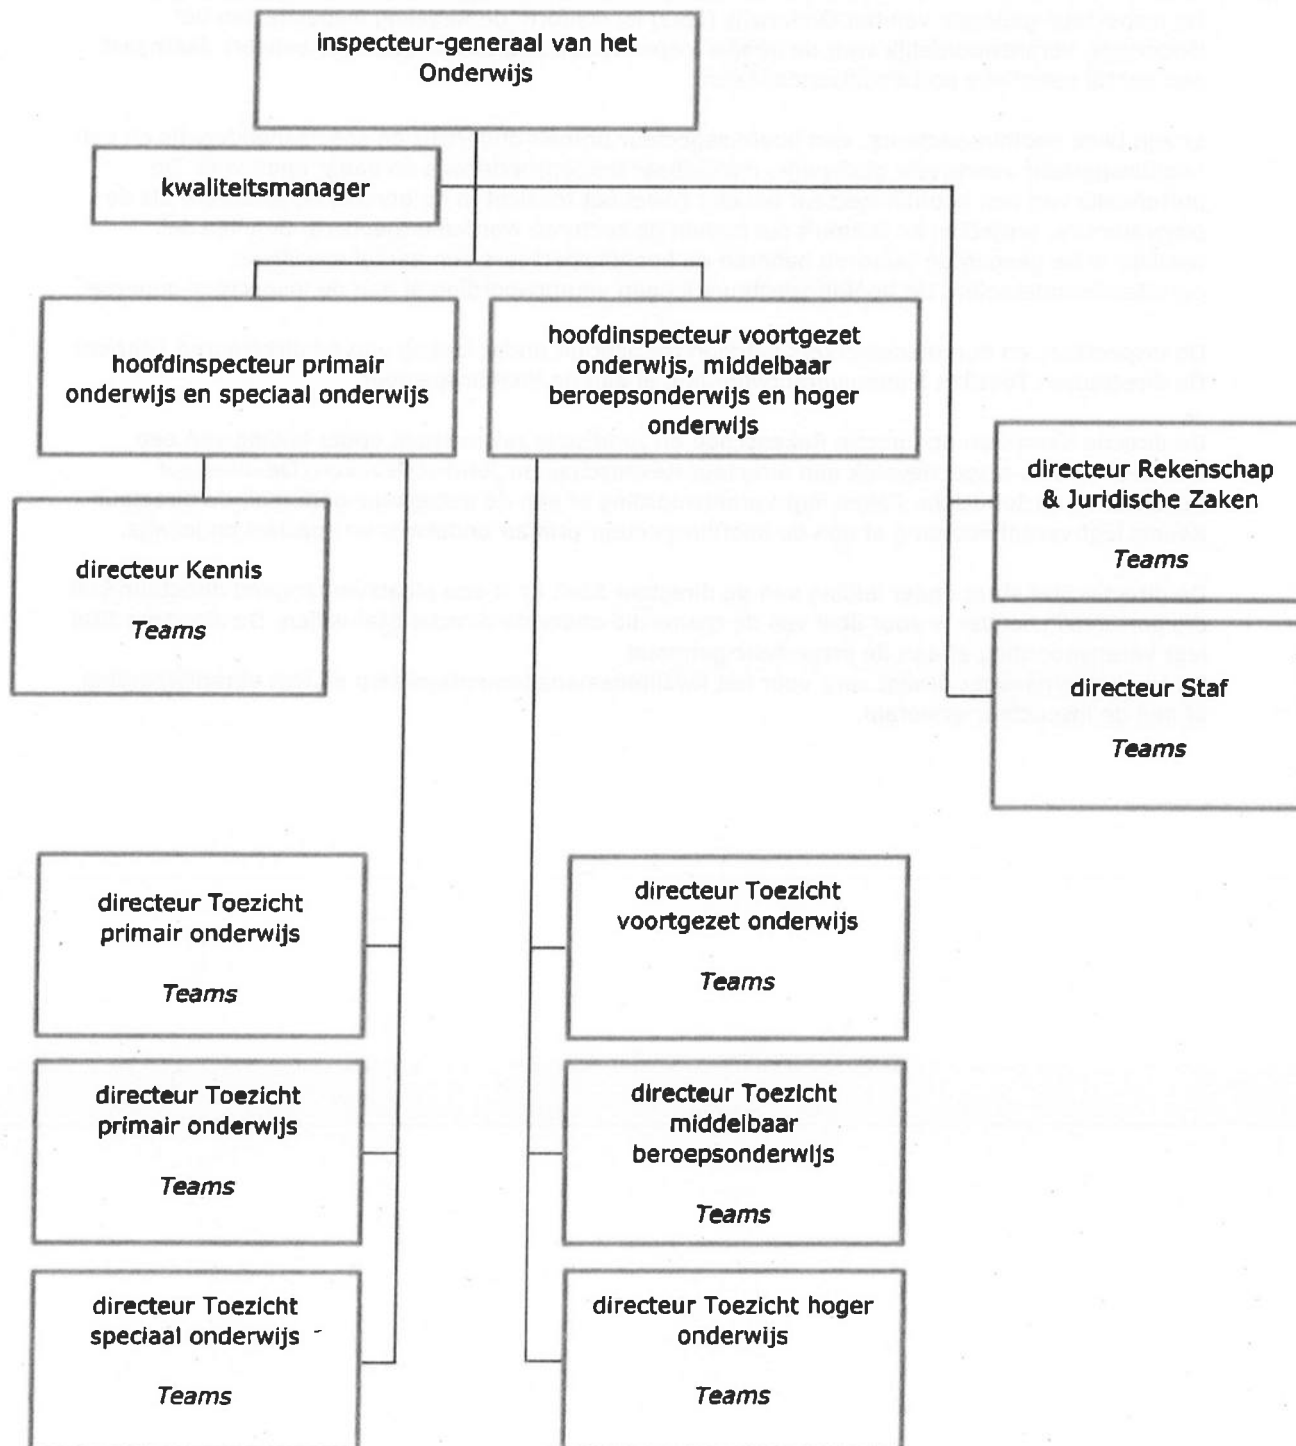 inspecteur-generaal van het
Onderwijs
kwaliteitsmanager
hoofdinspecteur primair
onderwijs en speciaal onderwijs
hoofdinspecteur voortgezet
onderwijs, middelbaar
beroepsonderwijs en hoger
onderwijs
directeur Rekenschap
& Juridische Zaken
Teams
directeur Kennis
Teams
directeur Staf
Teams
directeur Toezicht
primair onderwijs
Teams
directeur Toezicht
voortgezet onderwijs
Teams
directeur Toezicht
primair onderwijs
Teams
directeur Toezicht
middelbaar
beroepsonderwijs
Teams
directeur Toezicht
speciaal onderwijs
Teams
directeur Toezicht hoger
onderwijs
Teams